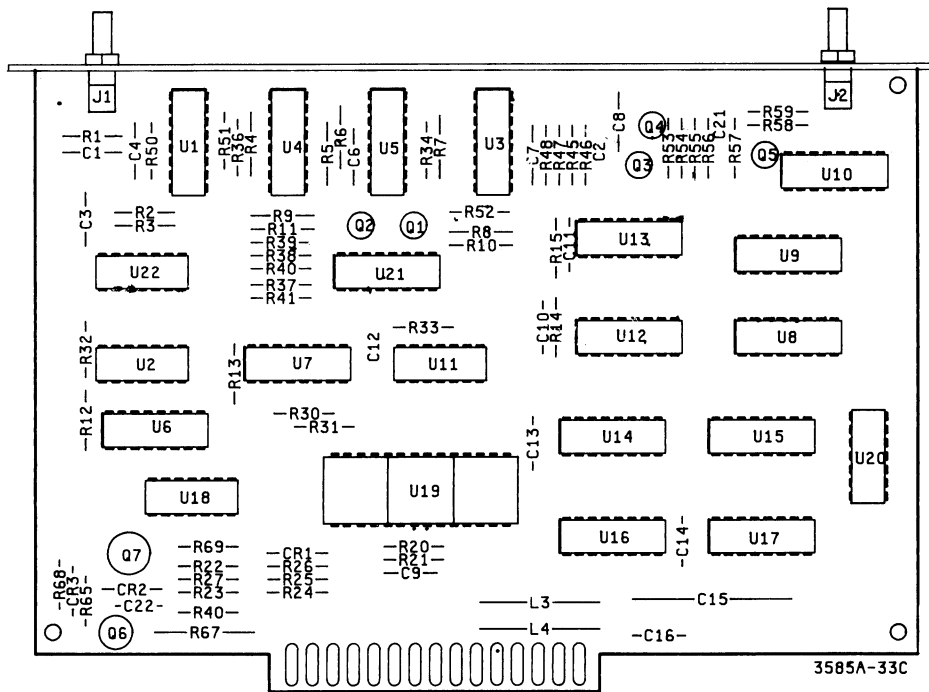 J1
J2
R1
C1
C4
R50
U1
R51
R36
R4
U4
R5
R6
C6
U5
R34
R7
U3
C7
R48
R47
R45
R46
C2
C8
Q4
Q3
R53
R54
R55
R56
C21
R57
R59
R58
Q5
U10
C3
R2
R3
R9
R11
R39
R38
R40
R37
R41
Q2
Q1
R52
R8
R10
R15
C11
U13
U9
U22
U21
C10
R14
U12
U8
R32
U2
R13
U7
C12
R33
U11
R12
U6
R30
R31
C13
U14
U15
U20
U18
U19
U16
C14
U17
Q7
R69
R22
R27
R23
R40
R67
CR1
R26
R25
R24
R20
R21
C9
R68
CR3
R65
CR2
C22
Q6
L3
L4
C15
C16
3585A-33C